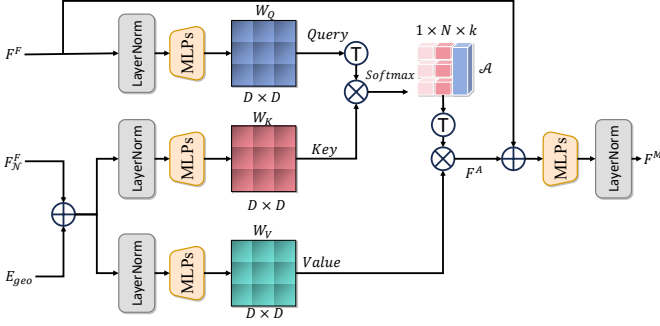 F^F
LayerNorm
MLPs
W_Q
D × D
Query
T
Softmax
1 × N × k
𝒜
T
F_N^F
LayerNorm
MLPs
W_K
D × D
Key
F^A
MLPs
LayerNorm
F^M
E_geo
LayerNorm
MLPs
W_V
D × D
Value